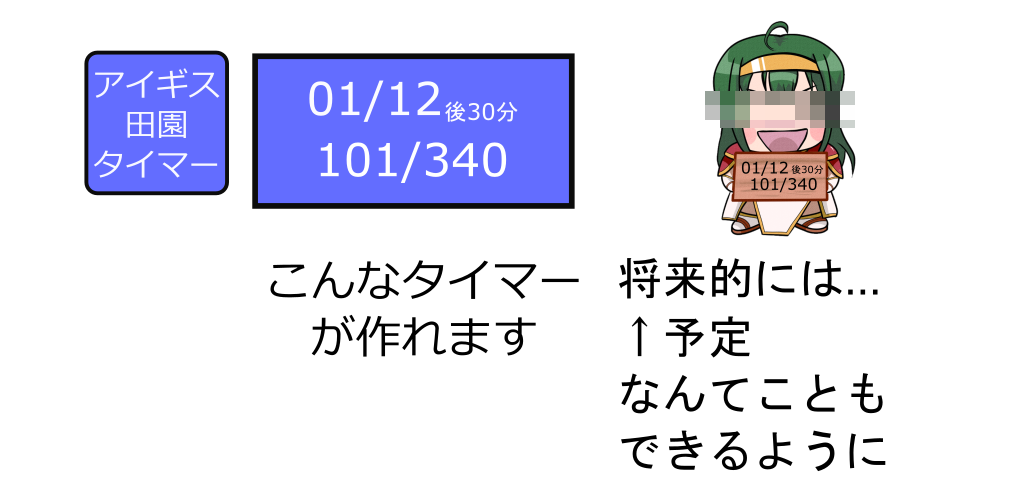 アイギス
田園
タイマー
01/12後30分
101/340
01/12後30分
101/340
こんなタイマー
が作れます
将来的には...
↑予定
なんてことも
できるように